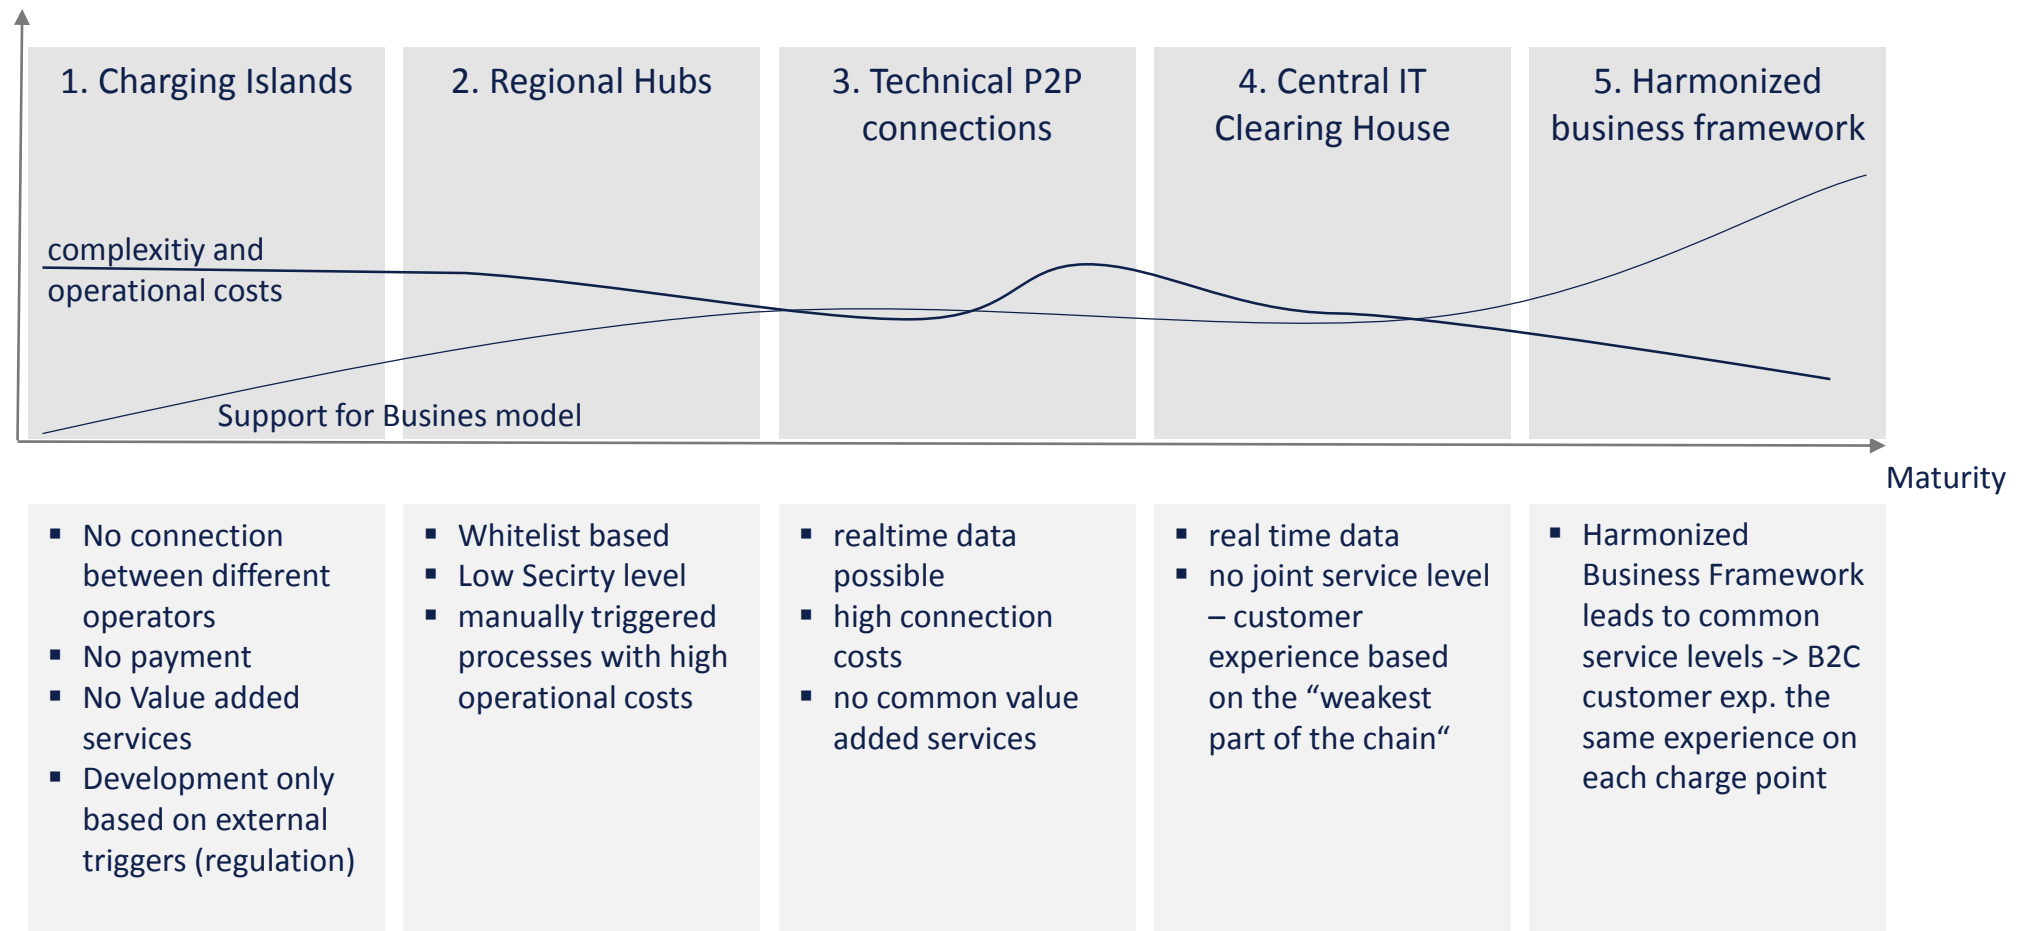 1. Charging Islands
2. Regional Hubs
3. Technical P2P
connections
4. Central IT
Clearing House
5. Harmonized
business framework
complexitiy and
operational costs
Support for Busines model
Maturity
▪ No connection
between different
operators
▪ No payment
▪ No Value added
services
▪ Development only
based on external
triggers (regulation)
▪ Whitelist based
▪ Low Secirty level
▪ manually triggered
processes with high
operational costs
▪ realtime data
possible
▪ high connection
costs
▪ no common value
added services
▪ real time data
▪ no joint service level
– customer
experience based
on the “weakest
part of the chain“
▪ Harmonized
Business Framework
leads to common
service levels -> B2C
customer exp. the
same experience on
each charge point